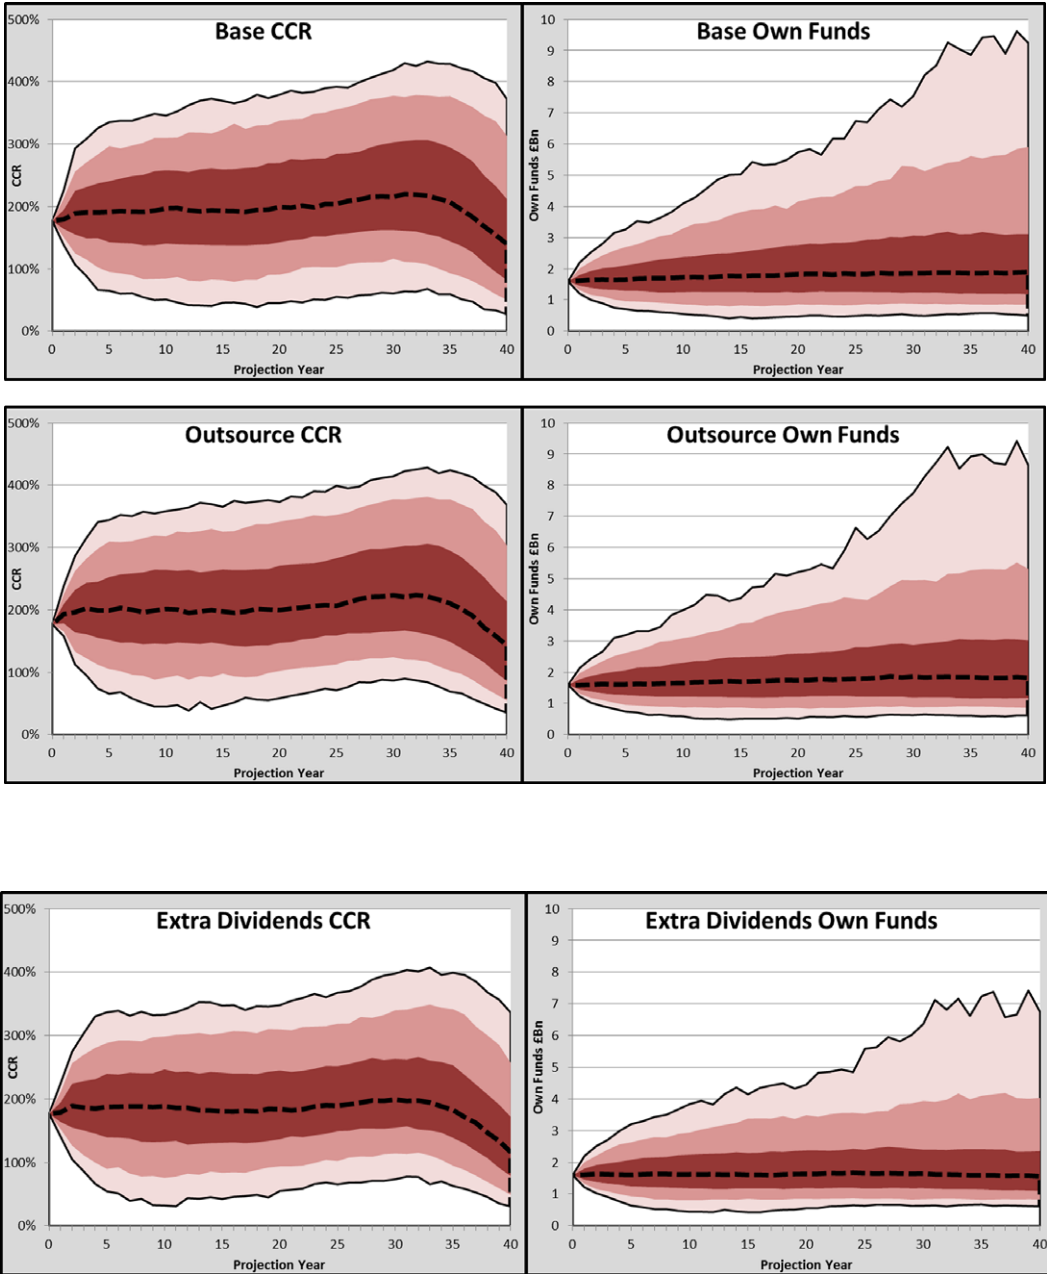 Base CCR
500%
400%
300%
200%
100%
0%
CCR
0 5 10 15 20 25 30 35 40
Projection Year
Base Own Funds
10
9
8
7
6
5
4
3
2
1
0
Own Funds £Bn
0 5 10 15 20 25 30 35 40
Projection Year
Outsource CCR
500%
400%
300%
200%
100%
0%
CCR
0 5 10 15 20 25 30 35 40
Projection Year
Outsource Own Funds
10
9
8
7
6
5
4
3
2
1
0
Own Funds £Bn
0 5 10 15 20 25 30 35 40
Projection Year
Extra Dividends CCR
500%
400%
300%
200%
100%
0%
CCR
0 5 10 15 20 25 30 35 40
Projection Year
Extra Dividends Own Funds
10
9
8
7
6
5
4
3
2
1
0
Own Funds £Bn
0 5 10 15 20 25 30 35 40
Projection Year